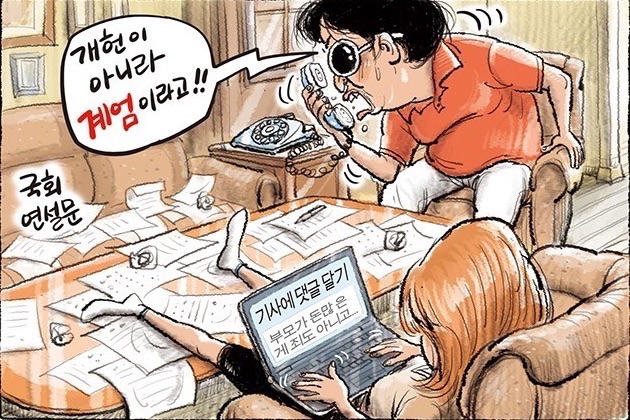 개헌이
아니라
계엄이라고!!
국회
연설문
기사에 댓글 달기
부모가 돈많은
게 죄도 아니고...